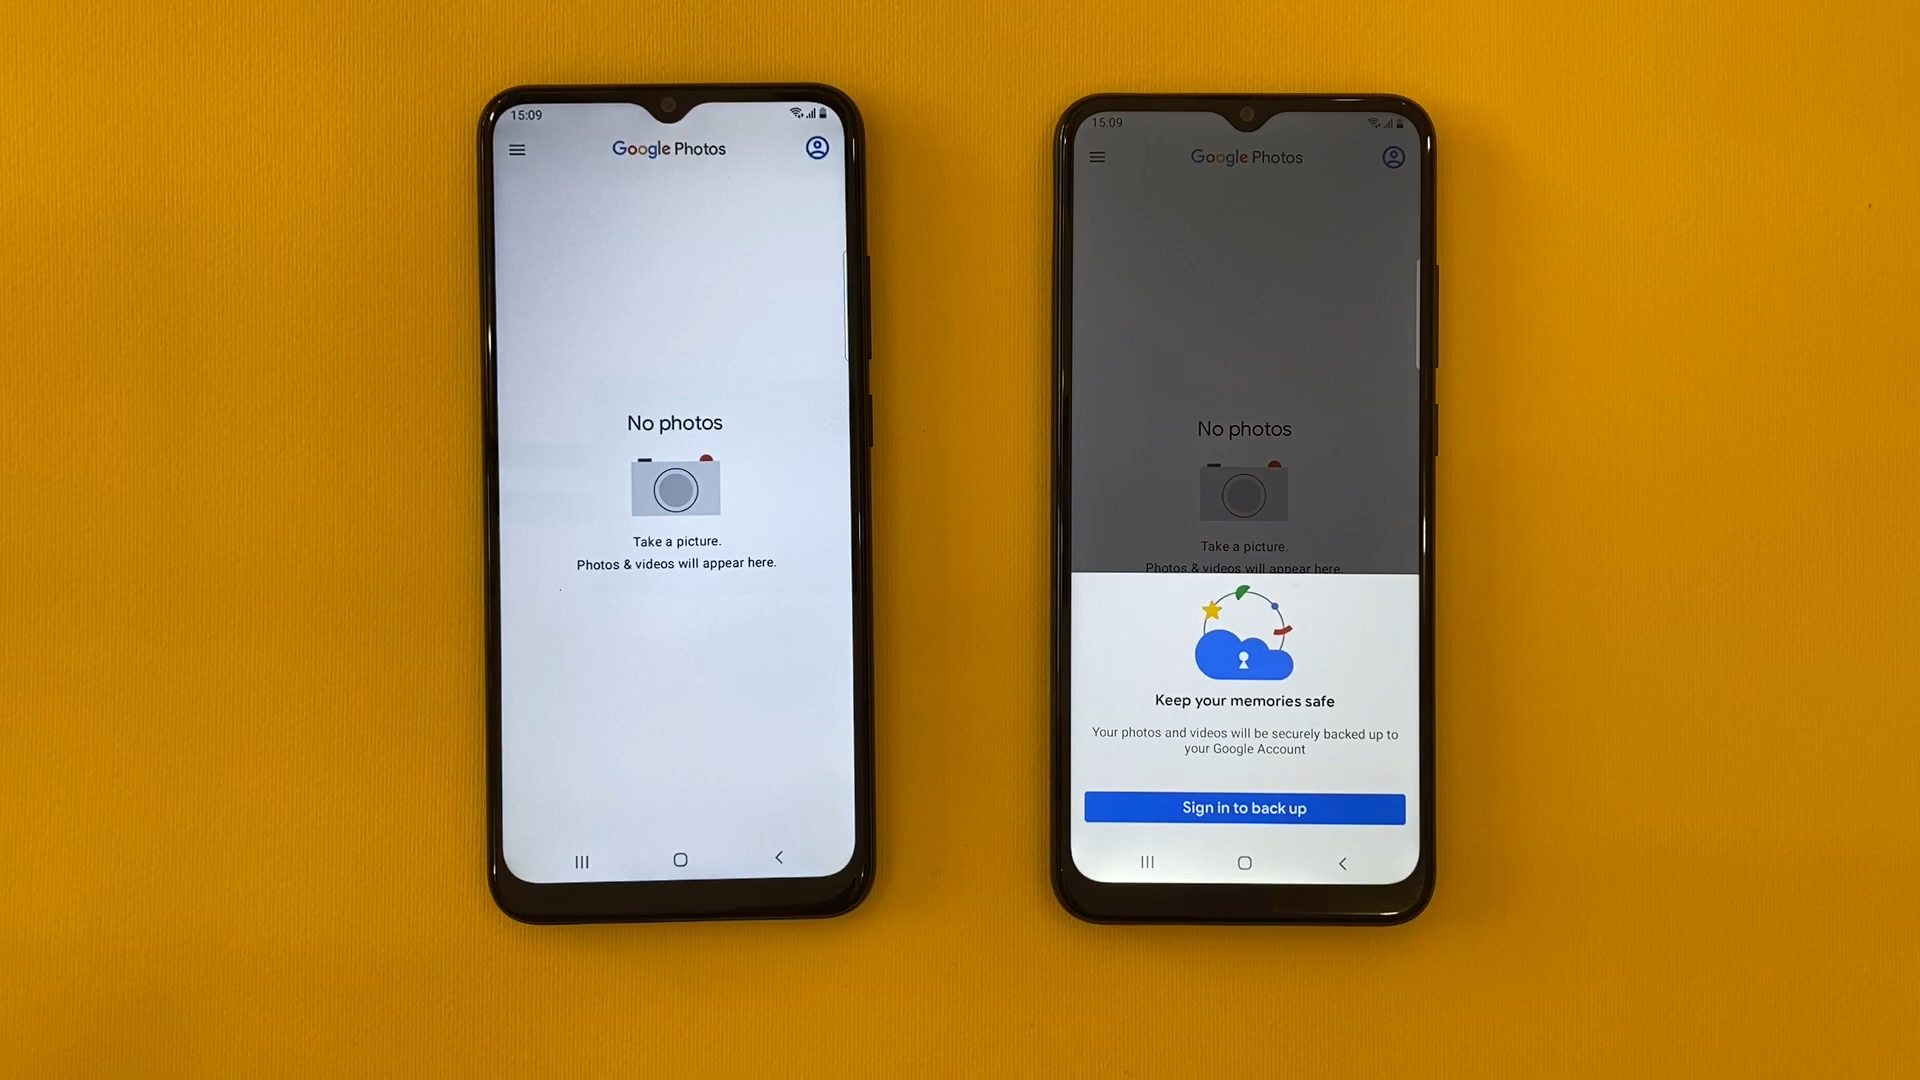 15:09
Google Photos
No photos
Take a picture.
Photos & videos will appear here.
15:09
Google Photos
No photos
Take a picture.
Photos & videos will appear here.
Keep your memories safe
Your photos and videos will be securely backed up to
your Google Account
Sign in to back up